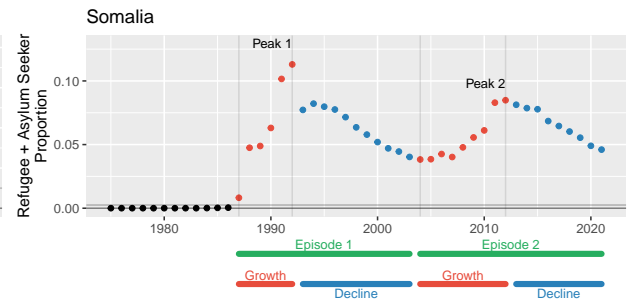 Somalia
Refugee + Asylum Seeker
Proportion
0.10
0.05
0.00
Peak 1
Peak 2
1980
1990
2000
2010
2020
Episode 1
Episode 2
Growth
Decline
Growth
Decline